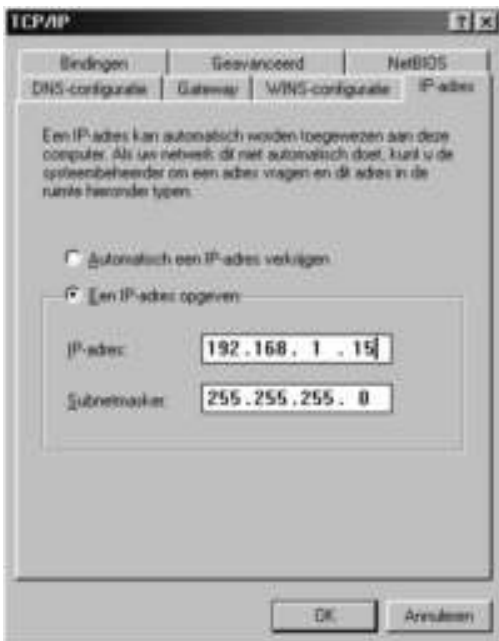 TCP/IP
? X
Bindingen Geavanceerd NetBIOS
DNS-configuratie Gateway WINS-configuratie IP-adres
Een IP-adres kan automatisch worden toegewezen aan deze
computer. Als uw netwerk dit niet automatisch doet, kunt u de
systeembeheerder om een adres vragen en dit adres in de
ruimte hieronder typen.
Automatisch een IP-adres verkrijgen
Een IP-adres opgeven:
IP-adres: 192.168. 1 .15
Subnetmasker: 255.255.255. 0
OK Annuleren